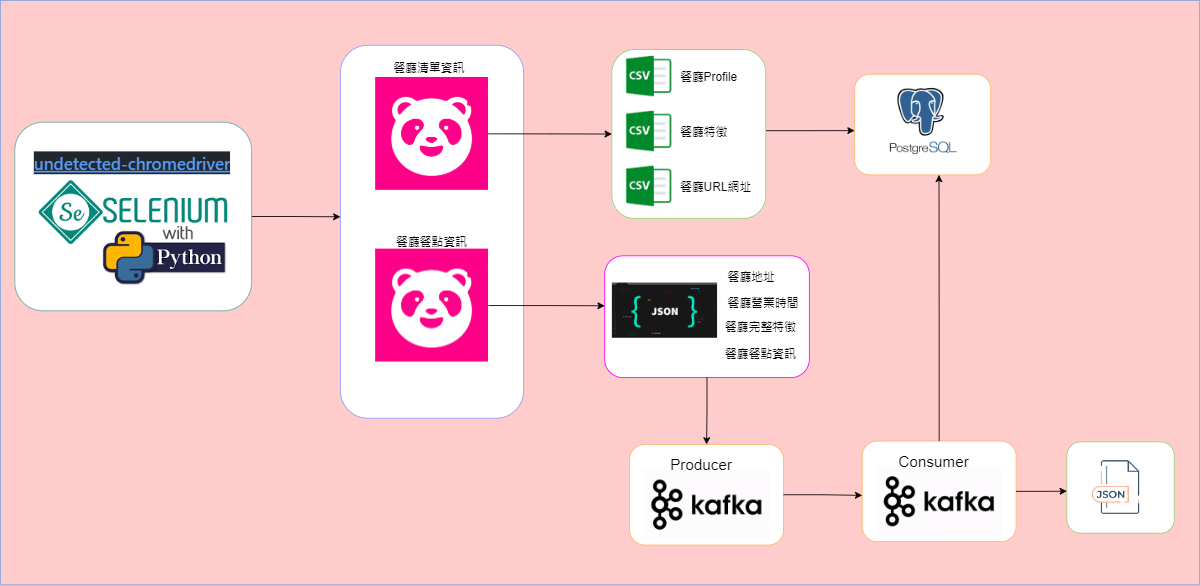 undetected-chromedriver
Se SELENIUM
with
Python
餐廳清單資訊
餐廳餐點資訊
CSV 餐廳Profile
CSV 餐廳特徵
CSV 餐廳URL網址
PostgreSQL
{ JSON }
餐廳地址
餐廳營業時間
餐廳完整特徵
餐廳餐點資訊
Producer
kafka
Consumer
kafka
JSON